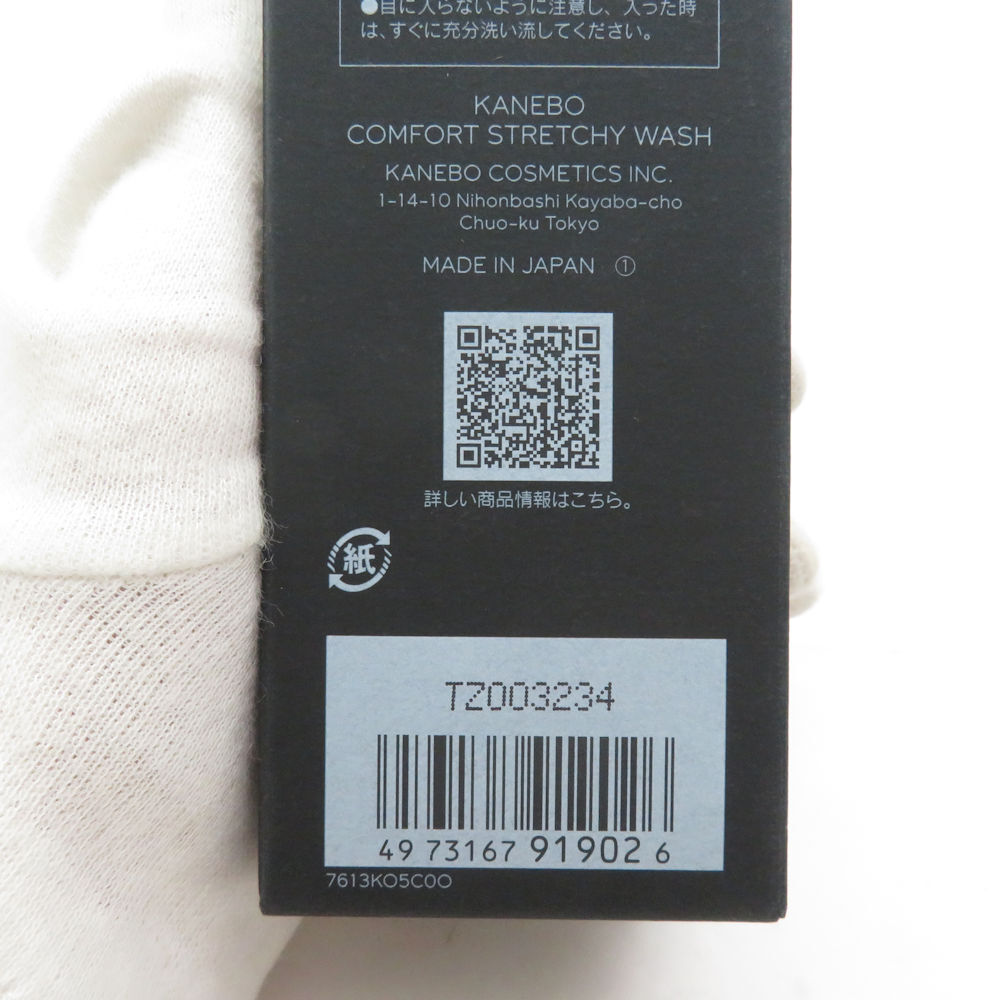 ●目に入らないように注意し、入った時
は、すぐに充分洗い流してください。
KANEBO
COMFORT STRETCHY WASH
KANEBO COSMETICS INC.
1-14-10 Nihonbashi Kayaba-cho
Chuo-ku Tokyo
MADE IN JAPAN ①
詳しい商品情報はこちら。
紙
TZ003234
49 73167 91902 6
7613KO5C0O